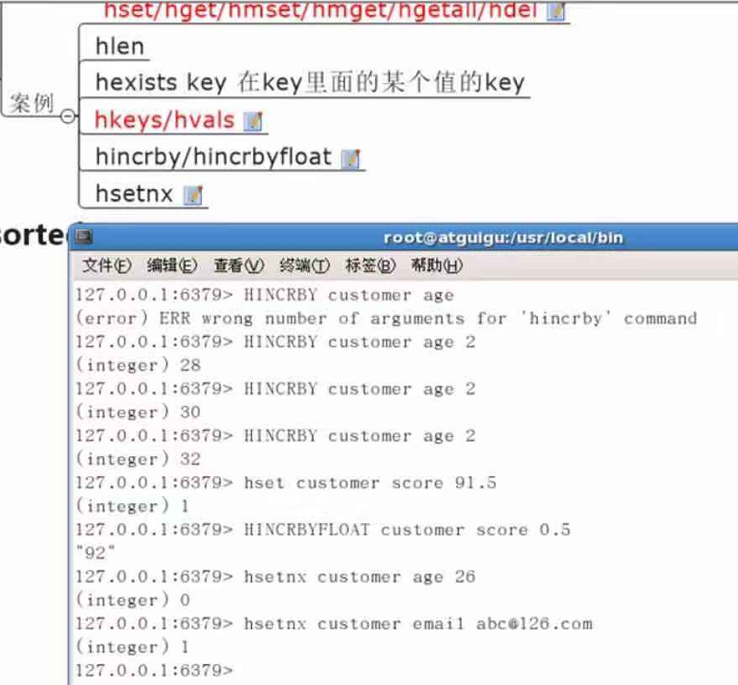 hset/hget/hmset/hmget/hgetall/hdel
hlen
hexists key 在key里面的某个值的key
案例
hkeys/hvals
hincrby/hincrbyfloat
hsetnx
sorte
root@atguigu:/usr/local/bin
文件(F) 编辑(E) 查看(V) 终端(T) 标签(B) 帮助(H)
127.0.0.1:6379> HINCRBY customer age
(error) ERR wrong number of arguments for 'hincrby' command
127.0.0.1:6379> HINCRBY customer age 2
(integer) 28
127.0.0.1:6379> HINCRBY customer age 2
(integer) 30
127.0.0.1:6379> HINCRBY customer age 2
(integer) 32
127.0.0.1:6379> hset customer score 91.5
(integer) 1
127.0.0.1:6379> HINCRBYFLOAT customer score 0.5
"92"
127.0.0.1:6379> hsetnx customer age 26
(integer) 0
127.0.0.1:6379> hsetnx customer email abc@126.com
(integer) 1
127.0.0.1:6379>